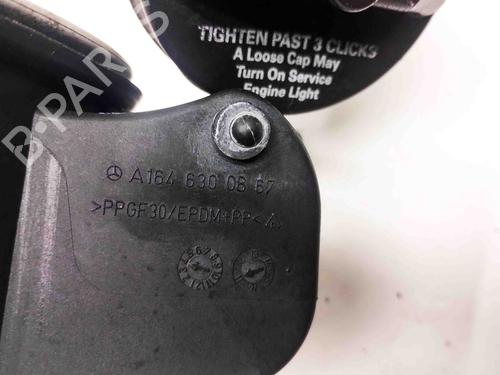 TIGHTEN PAST 3 CLICKS
A Loose Cap May
Turn On Service
Engine Light
B-PARTS
A164 630 08 67
>PPGF30/EPDM+PP<